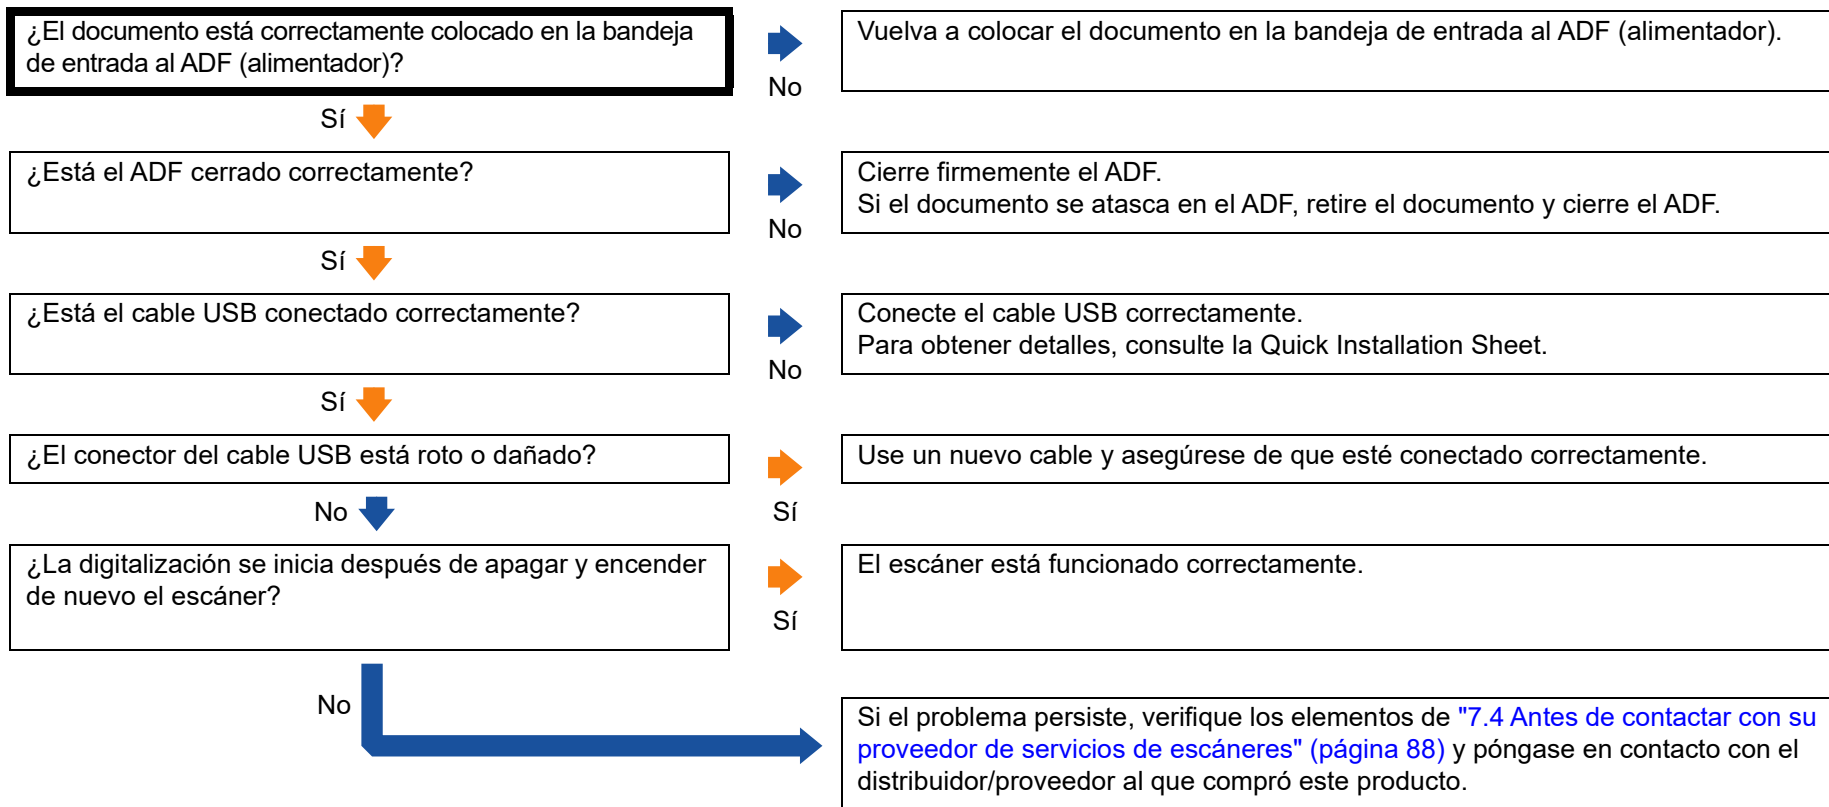 ¿El documento está correctamente colocado en la bandeja
de entrada al ADF (alimentador)?
No
Vuelva a colocar el documento en la bandeja de entrada al ADF (alimentador).
Sí
¿Está el ADF cerrado correctamente?
No
Cierre firmemente el ADF.
Si el documento se atasca en el ADF, retire el documento y cierre el ADF.
Sí
¿Está el cable USB conectado correctamente?
No
Conecte el cable USB correctamente.
Para obtener detalles, consulte la Quick Installation Sheet.
Sí
¿El conector del cable USB está roto o dañado?
Sí
Use un nuevo cable y asegúrese de que esté conectado correctamente.
No
¿La digitalización se inicia después de apagar y encender
de nuevo el escáner?
Sí
El escáner está funcionado correctamente.
No
Si el problema persiste, verifique los elementos de "7.4 Antes de contactar con su
proveedor de servicios de escáneres" (página 88) y póngase en contacto con el
distribuidor/proveedor al que compró este producto.